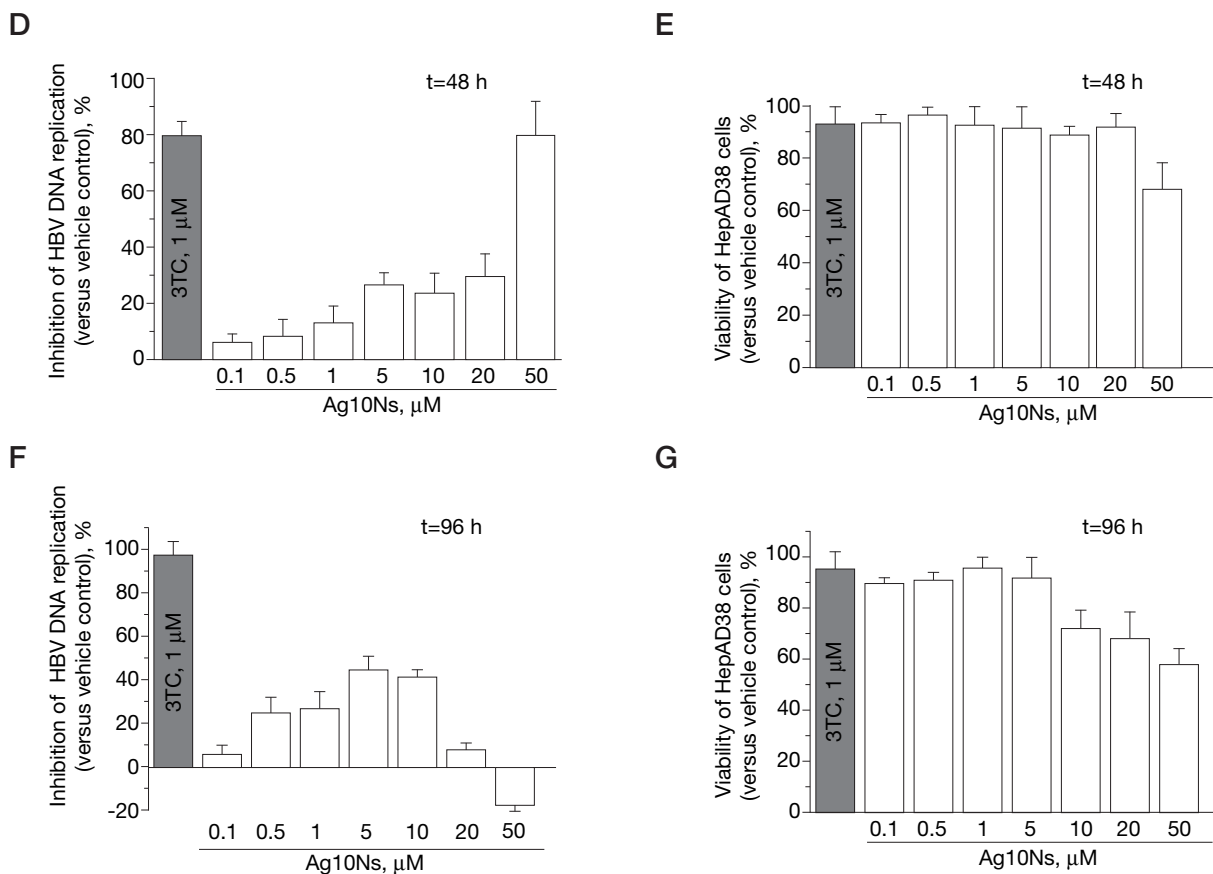 D
Inhibition of HBV DNA replication
(versus vehicle control), %
100
80
60
40
20
0
t=48 h
3TC, 1 μM
0.1 0.5 1 5 10 20 50
Ag10Ns, μM
E
Viability of HepAD38 cells
(versus vehicle control), %
100
80
60
40
20
0
t=48 h
3TC, 1 μM
0.1 0.5 1 5 10 20 50
Ag10Ns, μM
F
Inhibition of HBV DNA replication
(versus vehicle control), %
100
80
60
40
20
0
-20
t=96 h
3TC, 1 μM
0.1 0.5 1 5 10 20 50
Ag10Ns, μM
G
Viability of HepAD38 cells
(versus vehicle control), %
100
80
60
40
20
0
t=96 h
3TC, 1 μM
0.1 0.5 1 5 10 20 50
Ag10Ns, μM